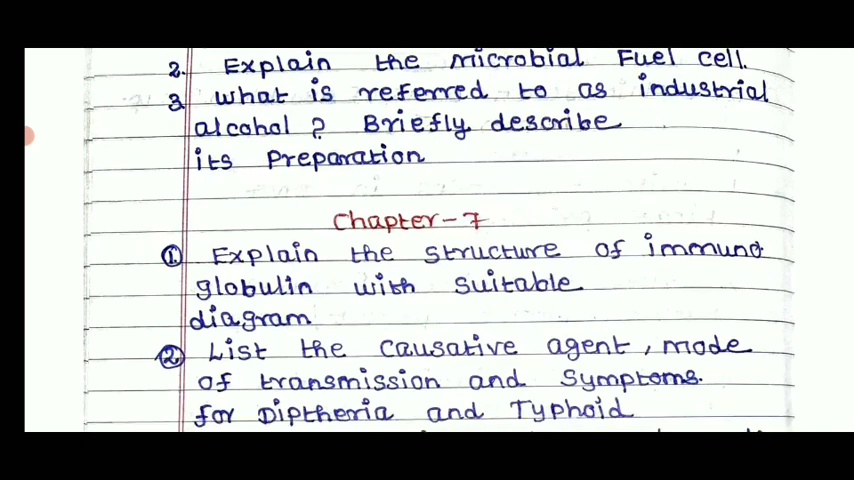 2. Explain the microbial Fuel cell.
3 what is referred to as industrial
alcohol? Briefly describe
its Preparation
Chapter-7
1. Explain the structure of immuno
globulin with suitable
diagram
2 List the causative agent, mode
of transmission and Symptoms.
for Diptheria and Typhoid